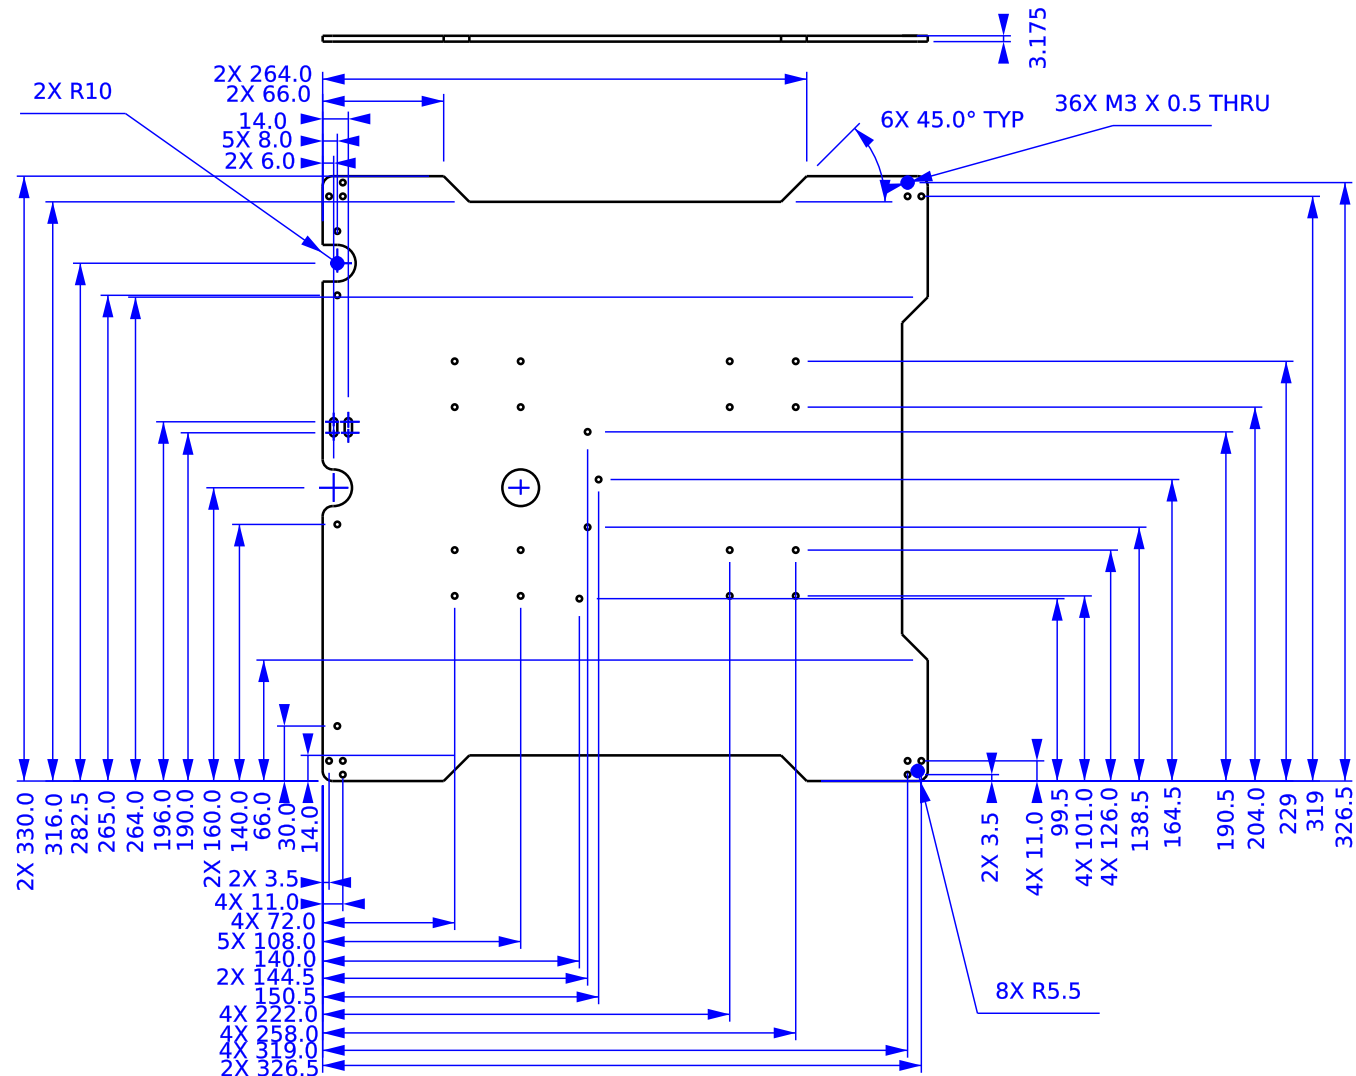 3.175
2X 264.0
2X R10
2X 66.0
36X M3 X 0.5 THRU
14.0
6X 45.0° TYP
5X 8.0
2X 6.0
2X 330.0
316.0
282.5
265.0
264.0
196.0
190.0
2X 160.0
140.0
66.0
30.0
14.0
2X 3.5
4X 11.0
99.5
4X 101.0
4X 126.0
138.5
164.5
190.5
204.0
229
319
326.5
2X 3.5
4X 11.0
4X 72.0
5X 108.0
140.0
2X 144.5
150.5
8X R5.5
4X 222.0
4X 258.0
4X 319.0
2X 326.5